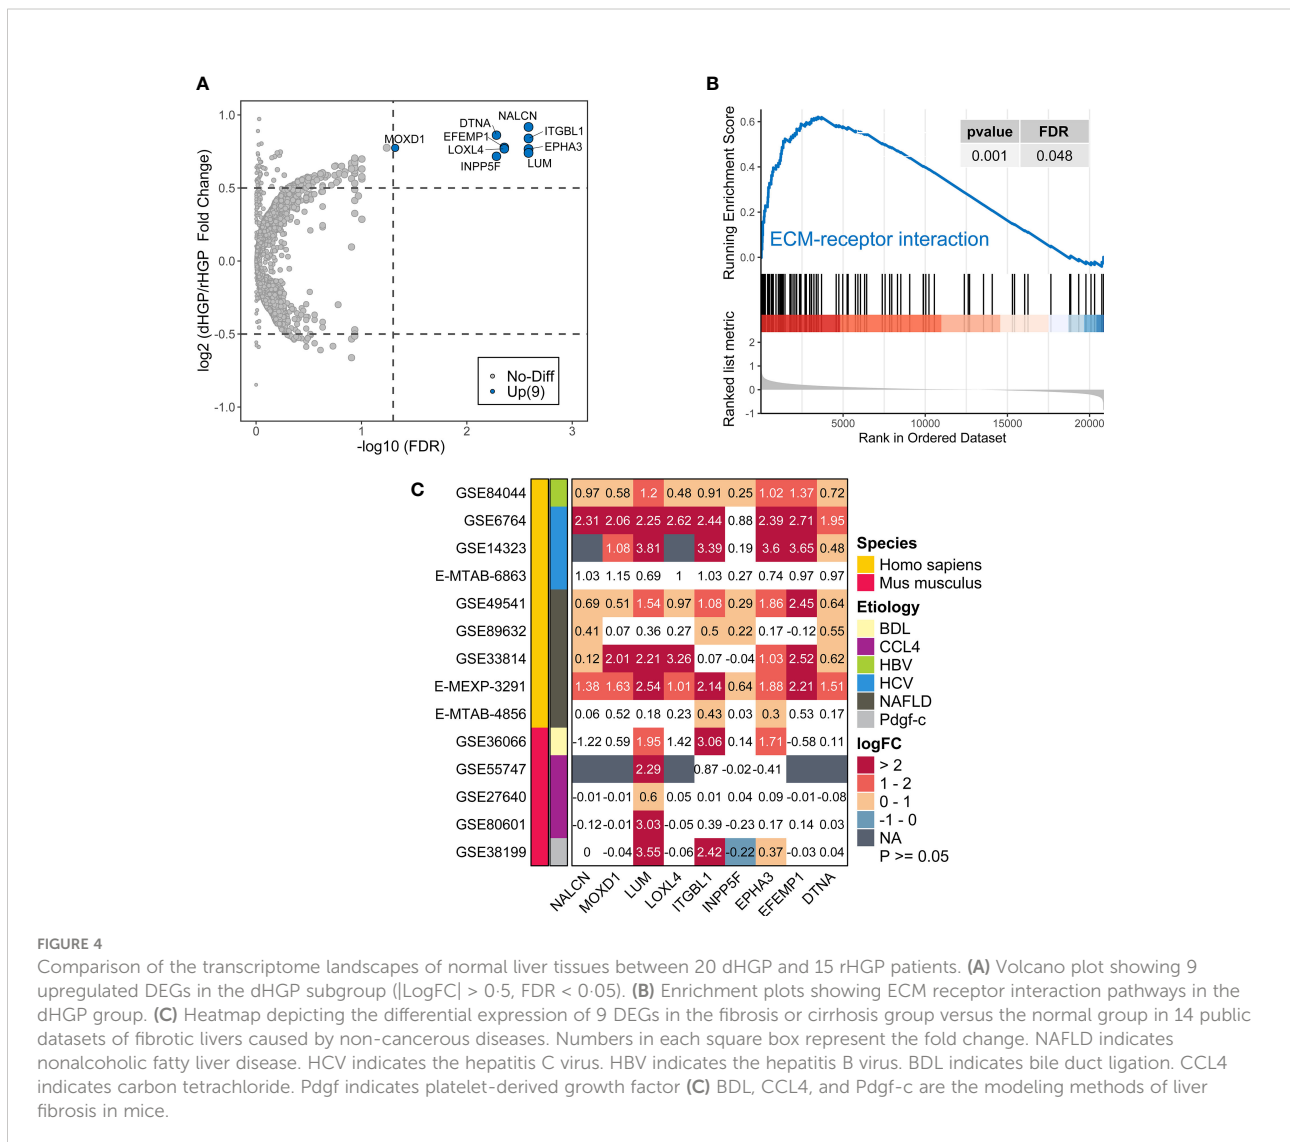 A
log2 (dHGP/rHGP Fold Change)
1.0
0.5
0.0
-0.5
-1.0
MOXD1
DTNA
EFEMP1
LOXL4
INPP5F
NALCN
ITGBL1
EPHA3
LUM
No-Diff
Up(9)
0 1 2 3
-log10 (FDR)
B
Running Enrichment Score
0.6
0.4
0.2
0.0
pvalue FDR
0.001 0.048
ECM-receptor interaction
Ranked list metric
2
1
0
-1
5000 10000 15000 20000
Rank in Ordered Dataset
C
GSE84044 0.97 0.58 1.2 0.48 0.91 0.25 1.02 1.37 0.72
GSE6764 2.31 2.06 2.25 2.62 2.44 0.88 2.39 2.71 1.95
GSE14323 1.08 3.81 3.39 0.19 3.6 3.65 0.48
E-MTAB-6863 1.03 1.15 0.69 1 1.03 0.27 0.74 0.97 0.97
GSE49541 0.69 0.51 1.54 0.97 1.08 0.29 1.86 2.45 0.64
GSE89632 0.41 0.07 0.36 0.27 0.5 0.22 0.17 -0.12 0.55
GSE33814 0.12 2.01 2.21 3.26 0.07 -0.04 1.03 2.52 0.62
E-MEXP-3291 1.38 1.63 2.54 1.01 2.14 0.64 1.88 2.21 1.51
E-MTAB-4856 0.06 0.52 0.18 0.23 0.43 0.03 0.3 0.53 0.17
GSE36066 -1.22 0.59 1.95 1.42 3.06 0.14 1.71 -0.58 0.11
GSE55747 2.29 0.87 -0.02 -0.41
GSE27640 -0.01 -0.01 0.6 0.05 0.01 0.04 0.09 -0.01 -0.08
GSE80601 -0.12 -0.01 3.03 -0.05 0.39 -0.23 0.17 0.14 0.03
GSE38199 0 -0.04 3.55 -0.06 2.42 -0.22 0.37 -0.03 0.04
NALCN MOXD1 LUM LOXL4 ITGBL1 INPP5F EPHA3 EFEMP1 DTNA
Species
Homo sapiens
Mus musculus
Etiology
BDL
CCL4
HBV
HCV
NAFLD
Pdgf-c
logFC
> 2
1 - 2
0 - 1
-1 - 0
NA
P >= 0.05
FIGURE 4
Comparison of the transcriptome landscapes of normal liver tissues between 20 dHGP and 15 rHGP patients. (A) Volcano plot showing 9
upregulated DEGs in the dHGP subgroup (|LogFC| > 0·5, FDR < 0·05). (B) Enrichment plots showing ECM receptor interaction pathways in the
dHGP group. (C) Heatmap depicting the differential expression of 9 DEGs in the fibrosis or cirrhosis group versus the normal group in 14 public
datasets of fibrotic livers caused by non-cancerous diseases. Numbers in each square box represent the fold change. NAFLD indicates
nonalcoholic fatty liver disease. HCV indicates the hepatitis C virus. HBV indicates the hepatitis B virus. BDL indicates bile duct ligation. CCL4
indicates carbon tetrachloride. Pdgf indicates platelet-derived growth factor (C) BDL, CCL4, and Pdgf-c are the modeling methods of liver
fibrosis in mice.